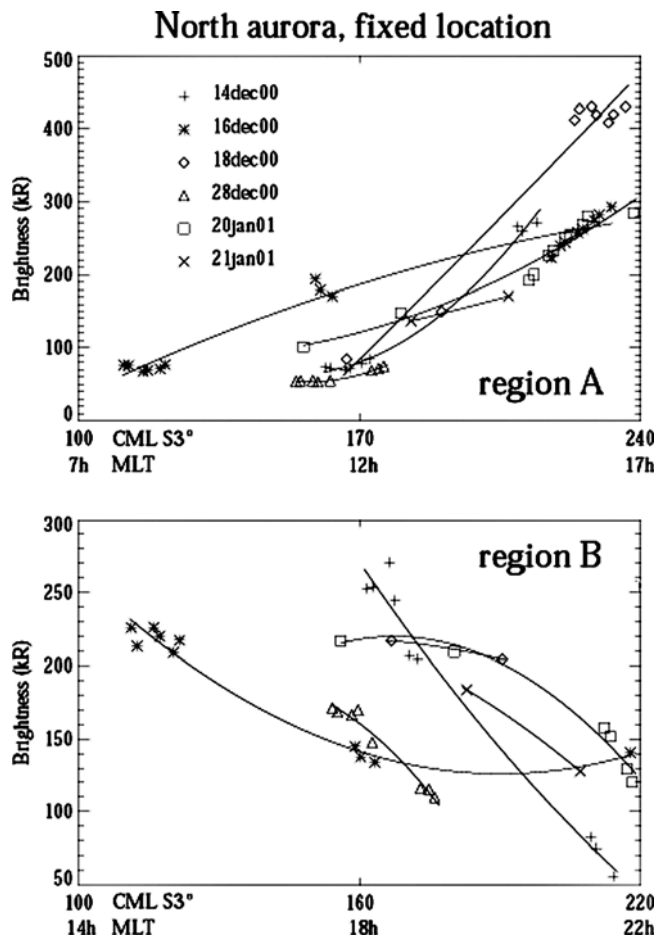 North aurora, fixed location
500
400
300
200
100
0
Brightness (kR)
14dec00
16dec00
18dec00
28dec00
20jan01
21jan01
region A
100 CML S3° 170 240
7h MLT 12h 17h
300
250
200
150
100
50
Brightness (kR)
region B
100 CML S3° 160 220
14h MLT 18h 22h